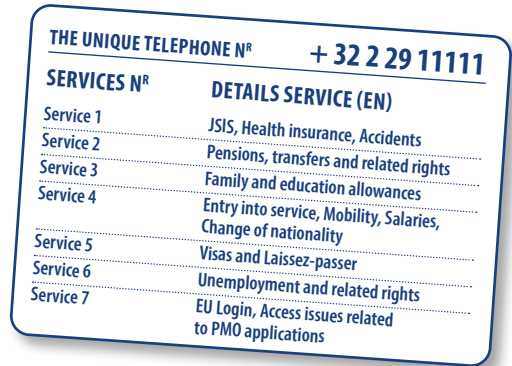 THE UNIQUE TELEPHONE Nᴿ + 32 2 29 11111
SERVICES Nᴿ DETAILS SERVICE (EN)
Service 1 JSIS, Health insurance, Accidents
Service 2 Pensions, transfers and related rights
Service 3 Family and education allowances
Service 4 Entry into service, Mobility, Salaries,
Change of nationality
Service 5 Visas and Laissez-passer
Service 6 Unemployment and related rights
Service 7 EU Login, Access issues related
to PMO applications